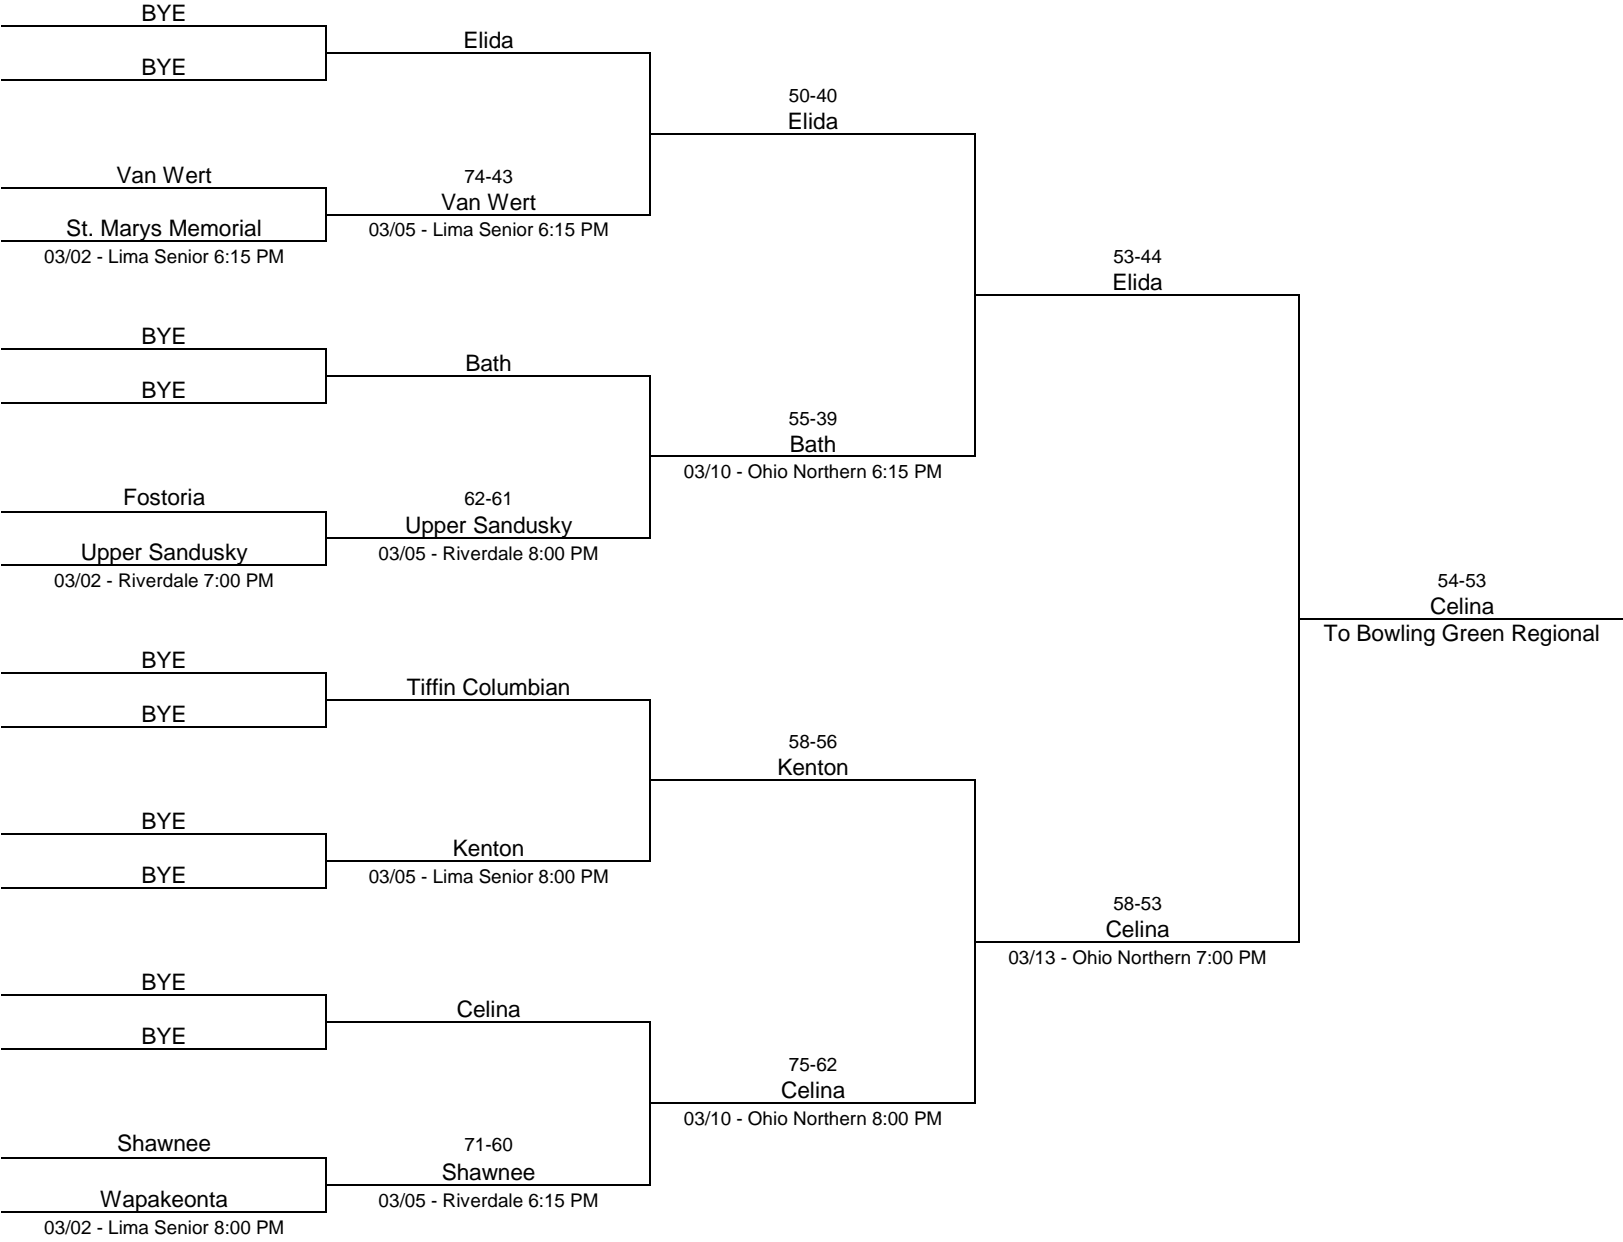 BYE
Elida
BYE
50-40
Elida
Van Wert
74-43
Van Wert
St. Marys Memorial
03/05 - Lima Senior 6:15 PM
03/02 - Lima Senior 6:15 PM
53-44
Elida
BYE
Bath
BYE
55-39
Bath
03/10 - Ohio Northern 6:15 PM
Fostoria
62-61
Upper Sandusky
Upper Sandusky
03/05 - Riverdale 8:00 PM
03/02 - Riverdale 7:00 PM
54-53
Celina
To Bowling Green Regional
BYE
Tiffin Columbian
BYE
58-56
Kenton
BYE
Kenton
BYE
03/05 - Lima Senior 8:00 PM
58-53
Celina
03/13 - Ohio Northern 7:00 PM
BYE
Celina
BYE
75-62
Celina
03/10 - Ohio Northern 8:00 PM
Shawnee
71-60
Shawnee
Wapakeonta
03/05 - Riverdale 6:15 PM
03/02 - Lima Senior 8:00 PM